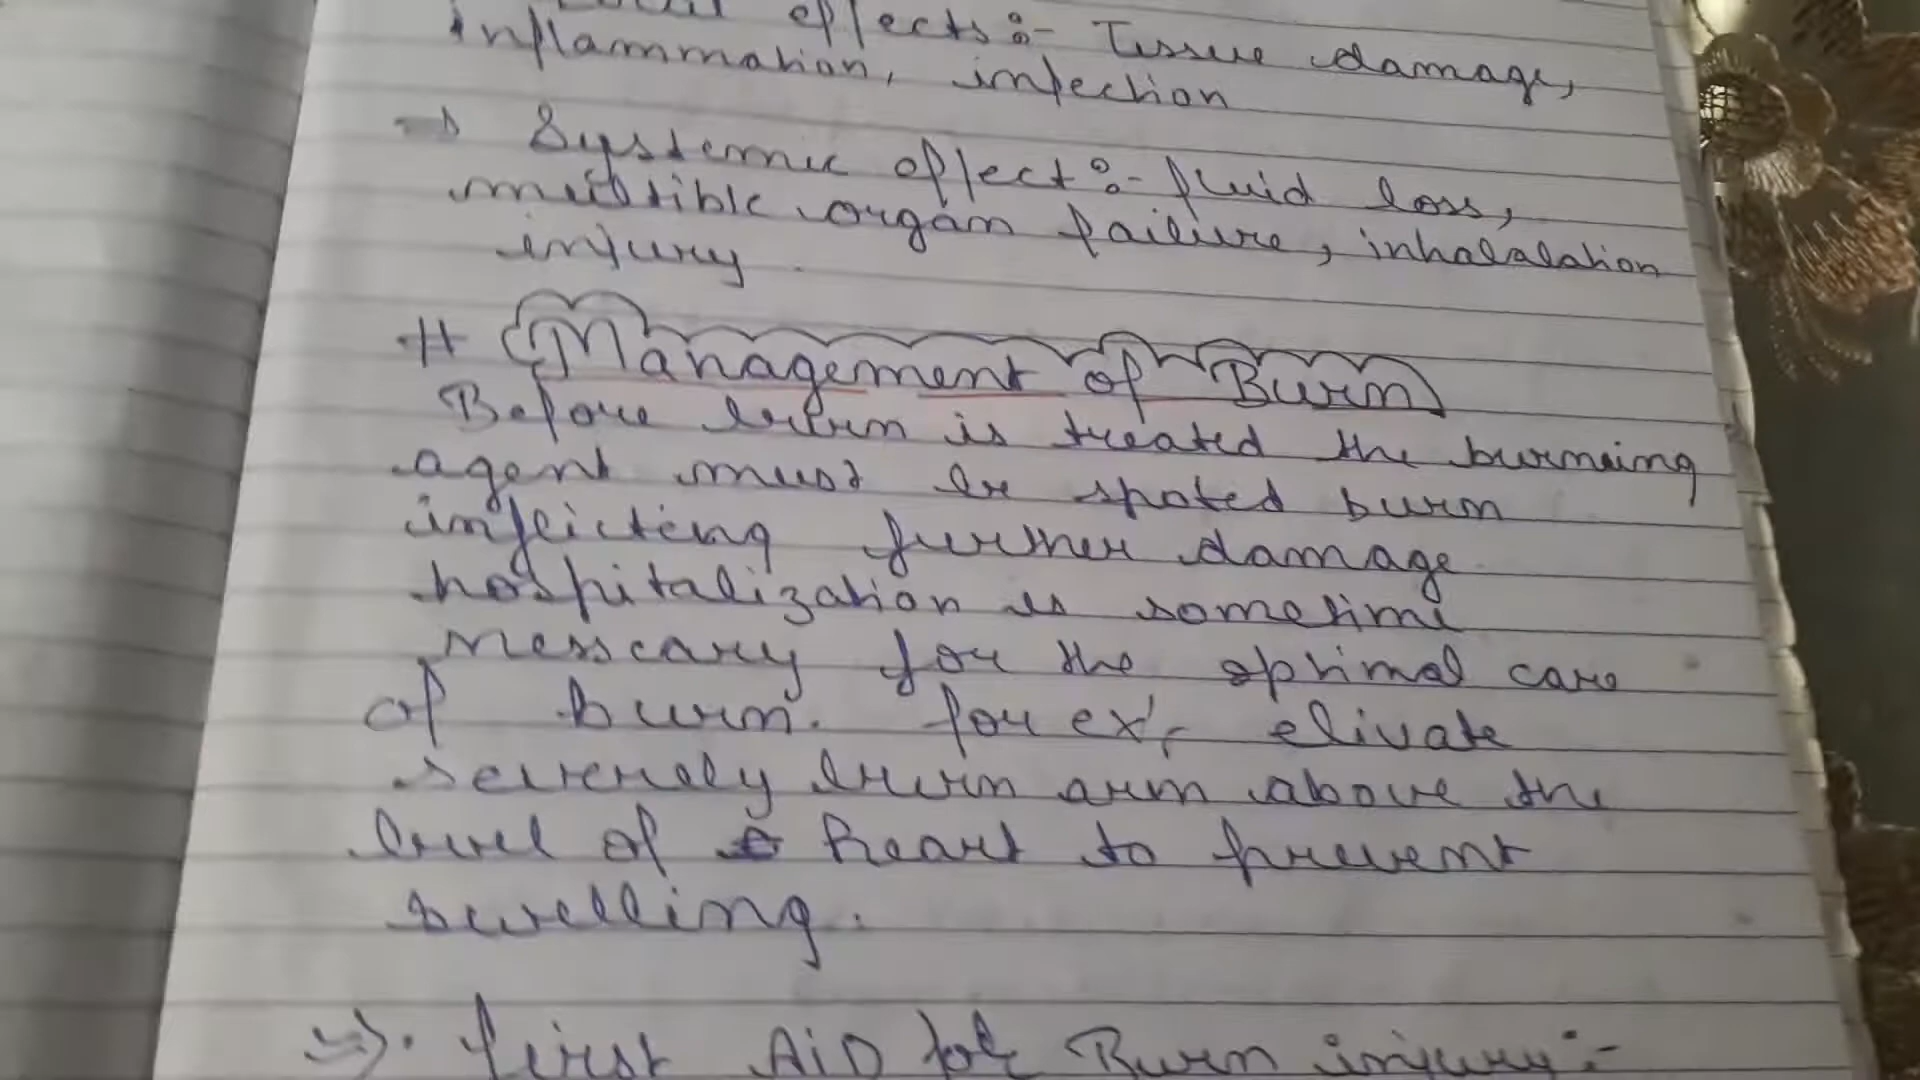 effects:- Tissue damage,
inflammation, infection
→ Systemic effect:- fluid loss,
multible organ failure, inhalalation
injury.
# Management of Burn
Before burn is treated the burneing
agent must be spoted burn
inflicting further damage
hospitalization is sometime
messcary for the optimal care
of burn. for ex:- elivate
severely burn arm above the
level of heart to prevent
swelling.
⇒. first AiD for Burn injury:-